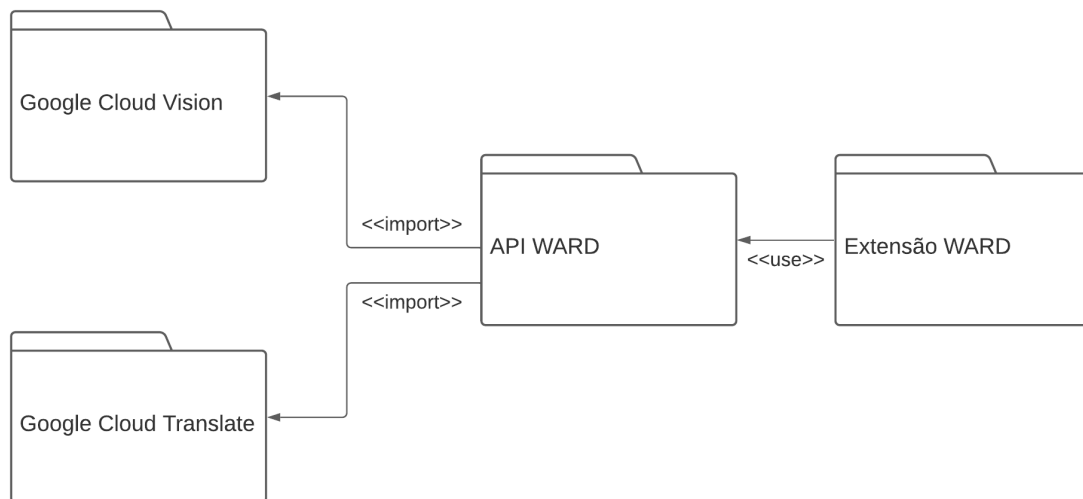 Google Cloud Vision
<<import>>
API WARD
Extensão WARD
<<use>>
<<import>>
Google Cloud Translate